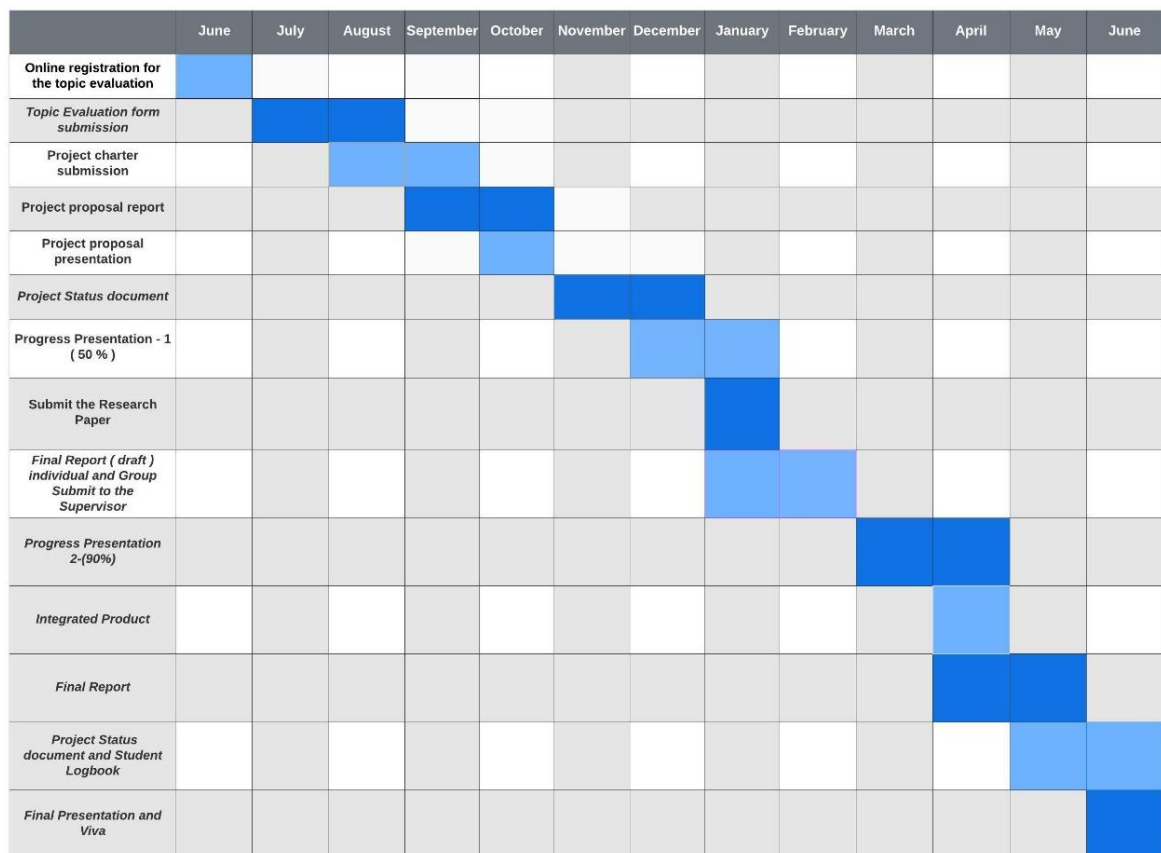 June July August September October November December January February March April May June
Online registration for
the topic evaluation
Topic Evaluation form
submission
Project charter
submission
Project proposal report
Project proposal
presentation
Project Status document
Progress Presentation - 1
( 50 % )
Submit the Research
Paper
Final Report ( draft )
individual and Group
Submit to the
Supervisor
Progress Presentation
2-(90%)
Integrated Product
Final Report
Project Status
document and Student
Logbook
Final Presentation and
Viva